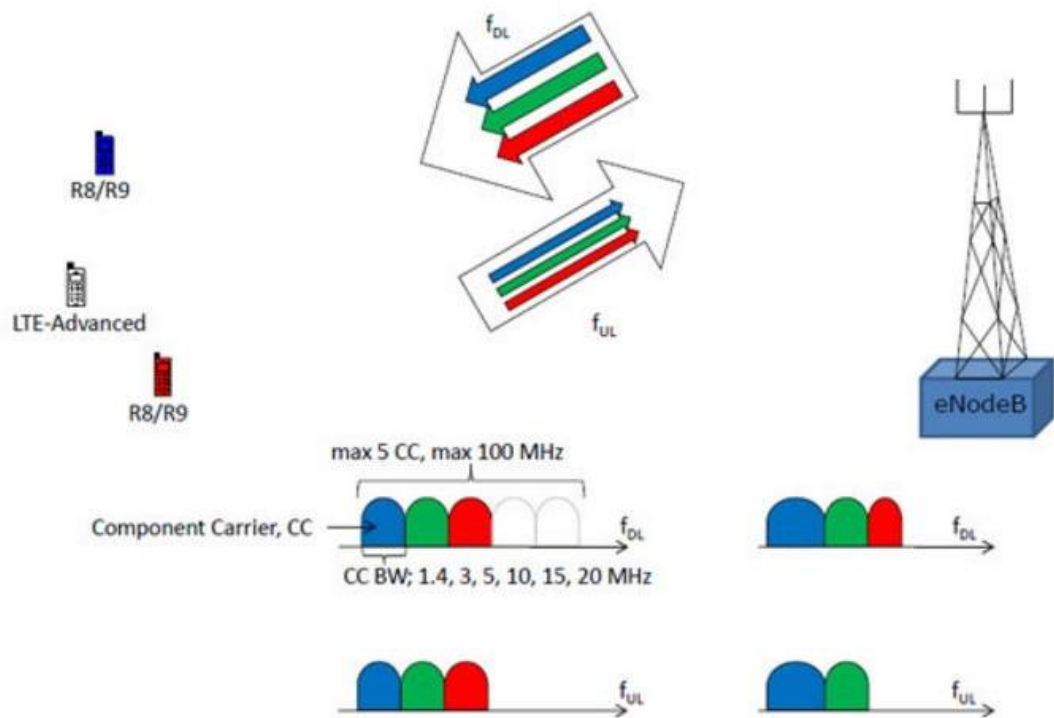 fDL
R8/R9
LTE-Advanced
fUL
R8/R9
eNodeB
max 5 CC, max 100 MHz
Component Carrier, CC
fDL
fDL
CC BW; 1.4, 3, 5, 10, 15, 20 MHz
fUL
fUL